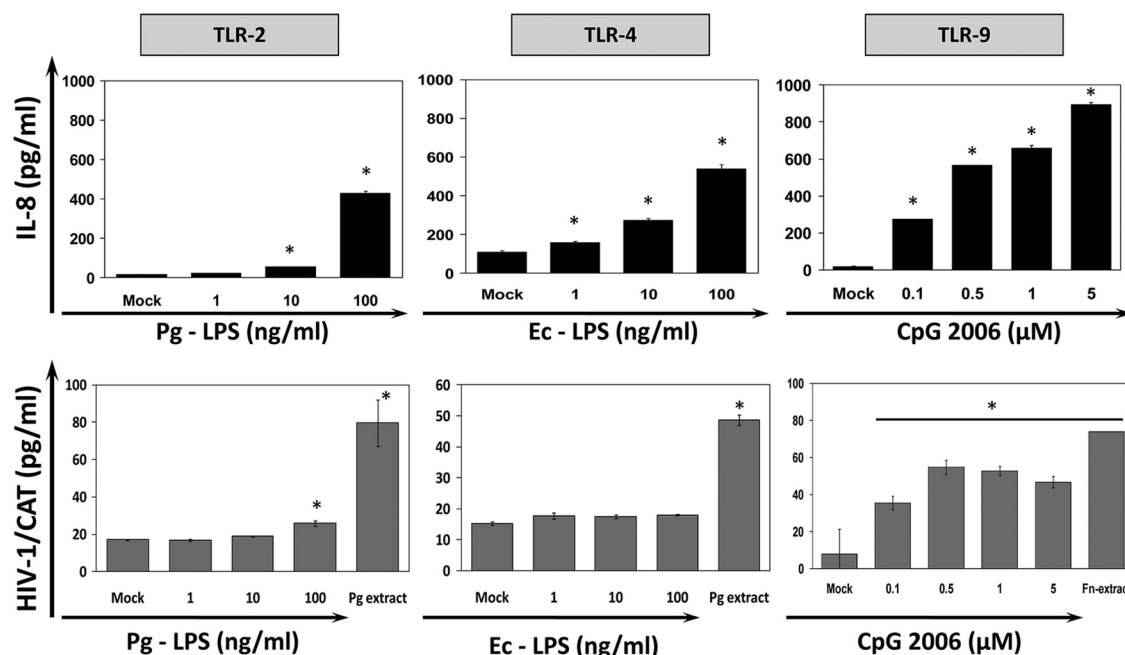 TLR-2
TLR-4
TLR-9
IL-8 (pg/ml)
1000
800
600
400
200
0
Mock 1 10 100
*
*
Pg - LPS (ng/ml)
1000
800
600
400
200
0
Mock 1 10 100
*
*
*
Ec - LPS (ng/ml)
1000
800
600
400
200
0
Mock 0.1 0.5 1 5
*
*
*
*
CpG 2006 (µM)
HIV-1/CAT (pg/ml)
100
80
60
40
20
0
Mock 1 10 100 Pg extract
*
*
Pg - LPS (ng/ml)
60
50
40
30
20
10
0
Mock 1 10 100 Pg extract
*
Ec - LPS (ng/ml)
100
80
60
40
20
0
Mock 0.1 0.5 1 5 Fn-extract
*
CpG 2006 (µM)